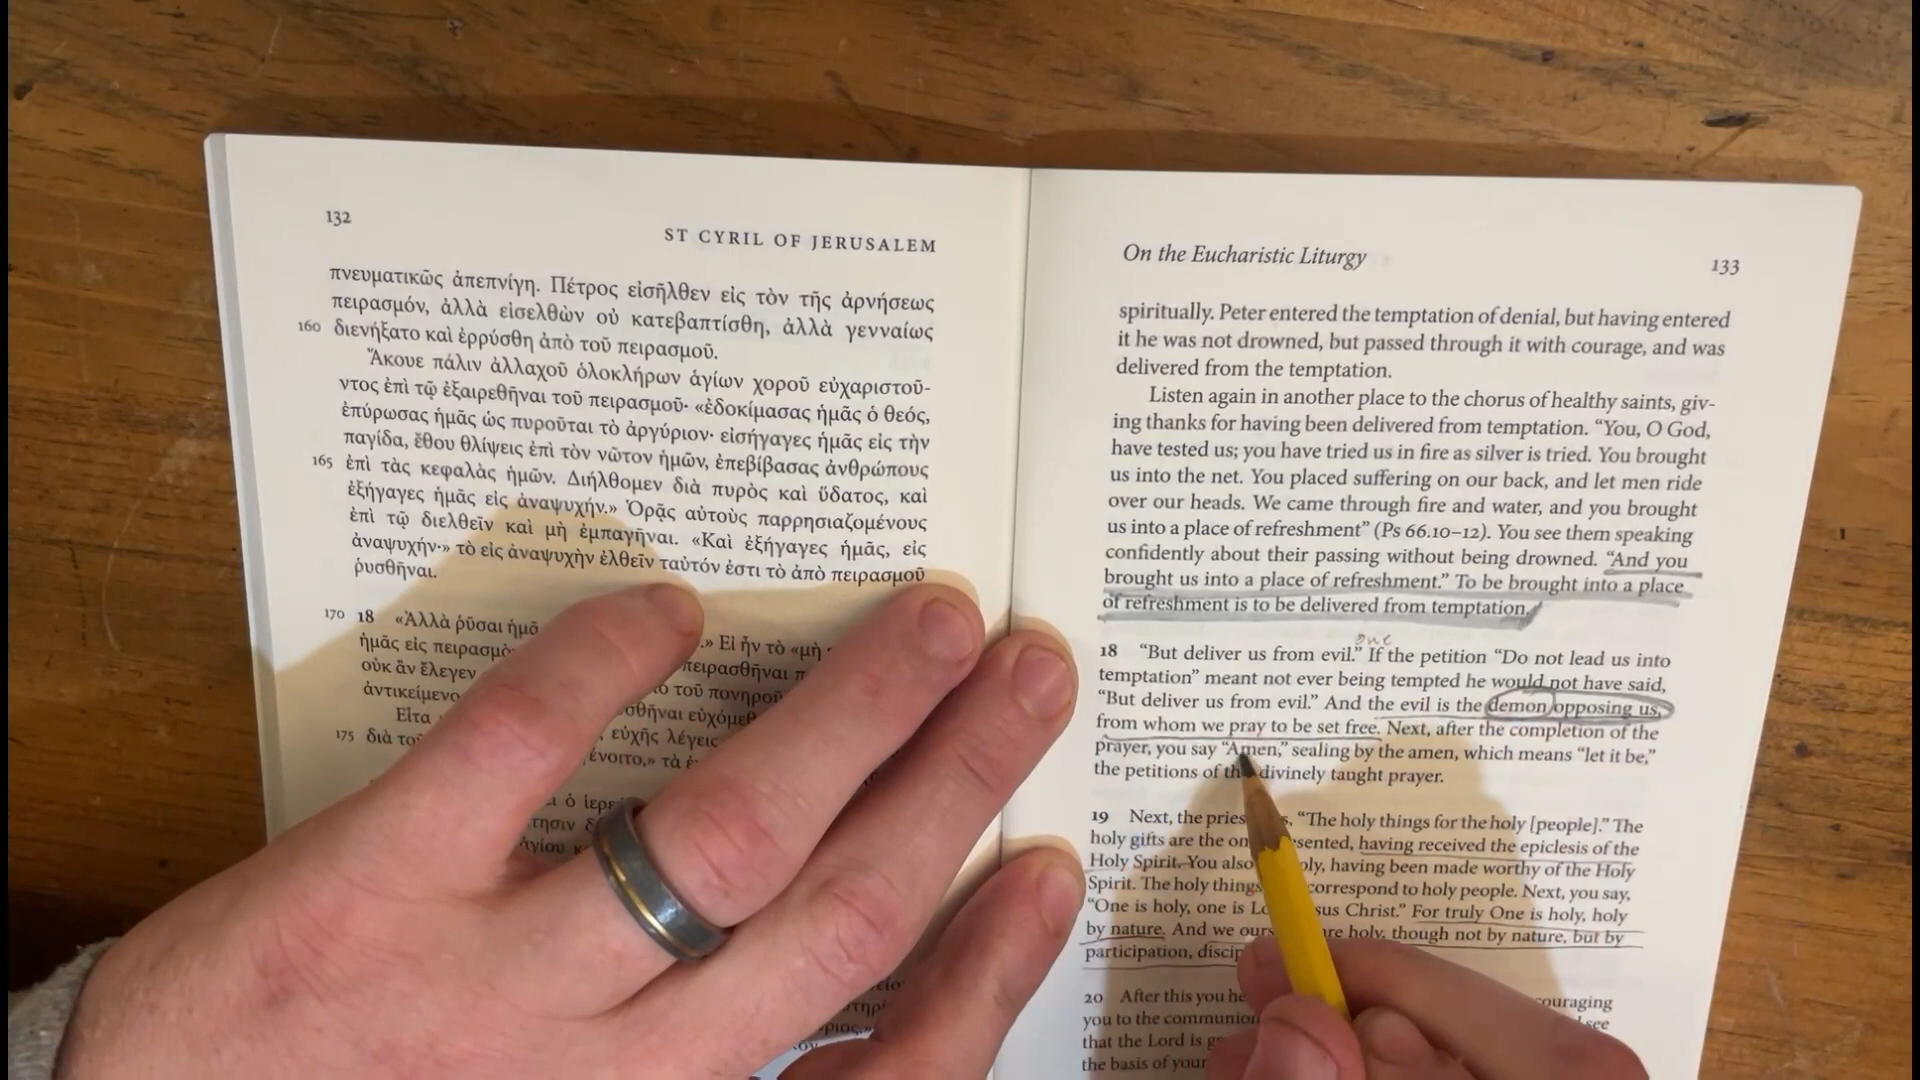 132
ST CYRIL OF JERUSALEM
πνευματικῶς ἀπεπνίγη. Πέτρος εἰσῆλθεν εἰς τὸν τῆς ἀρνήσεως
πειρασμόν, ἀλλὰ εἰσελθὼν οὐ κατεβαπτίσθη, ἀλλὰ γενναίως
160 διενήξατο καὶ ἐρρύσθη ἀπὸ τοῦ πειρασμοῦ.
Ἄκουε πάλιν ἀλλαχοῦ ὁλοκλήρων ἁγίων χοροῦ εὐχαριστοῦ-
ντος ἐπὶ τῷ ἐξαιρεθῆναι τοῦ πειρασμοῦ· «ἐδοκίμασας ἡμᾶς ὁ θεός,
ἐπύρωσας ἡμᾶς ὡς πυροῦται τὸ ἀργύριον· εἰσήγαγες ἡμᾶς εἰς τὴν
παγίδα, ἔθου θλίψεις ἐπὶ τὸν νῶτον ἡμῶν, ἐπεβίβασας ἀνθρώπους
165 ἐπὶ τὰς κεφαλὰς ἡμῶν. Διήλθομεν διὰ πυρὸς καὶ ὕδατος, καὶ
ἐξήγαγες ἡμᾶς εἰς ἀναψυχήν.» Ὁρᾷς αὐτοὺς παρρησιαζομένους
ἐπὶ τῷ διελθεῖν καὶ μὴ ἐμπαγῆναι. «Καὶ ἐξήγαγες ἡμᾶς, εἰς
ἀναψυχήν·» τὸ εἰς ἀναψυχὴν ἐλθεῖν ταὐτόν ἐστι τὸ ἀπὸ πειρασμοῦ
ῥυσθῆναι.
170 18 «Ἀλλὰ ῥῦσαι .» Εἰ ἦν τὸ «μὴ
ἡμᾶς εἰς
οὐκ ἂν ἔλεγεν τοῦ πονηροῦ
Εἶτα
175 διὰ εὐχῆς λέγεις
τὰ
ὁ
On the Eucharistic Liturgy
133
spiritually. Peter entered the temptation of denial, but having entered
it he was not drowned, but passed through it with courage, and was
delivered from the temptation.
Listen again in another place to the chorus of healthy saints, giv-
ing thanks for having been delivered from temptation. “You, O God,
have tested us; you have tried us in fire as silver is tried. You brought
us into the net. You placed suffering on our back, and let men ride
over our heads. We came through fire and water, and you brought
us into a place of refreshment” (Ps 66.10–12). You see them speaking
confidently about their passing without being drowned. “And you
brought us into a place of refreshment.” To be brought into a place
of refreshment is to be delivered from temptation.
one
18 “But deliver us from evil.” If the petition “Do not lead us into
temptation” meant not ever being tempted he would not have said,
“But deliver us from evil.” And the evil is the demon opposing us,
from whom we pray to be set free. Next, after the completion of the
prayer, you say “Amen,” sealing by the amen, which means “let it be,”
the petitions of divinely taught prayer.
19 Next, the “The holy things for the holy [people].” The
holy gifts are the having received the epiclesis of the
Holy Spirit. You also having been made worthy of the Holy
Spirit. The holy things correspond to holy people. Next, you say,
“One is holy, one is Christ.” For truly One is holy, holy
by nature. And we holy, though not by nature, but by
participation,
20 After this you
you to the communion see
that the Lord is
the basis of your